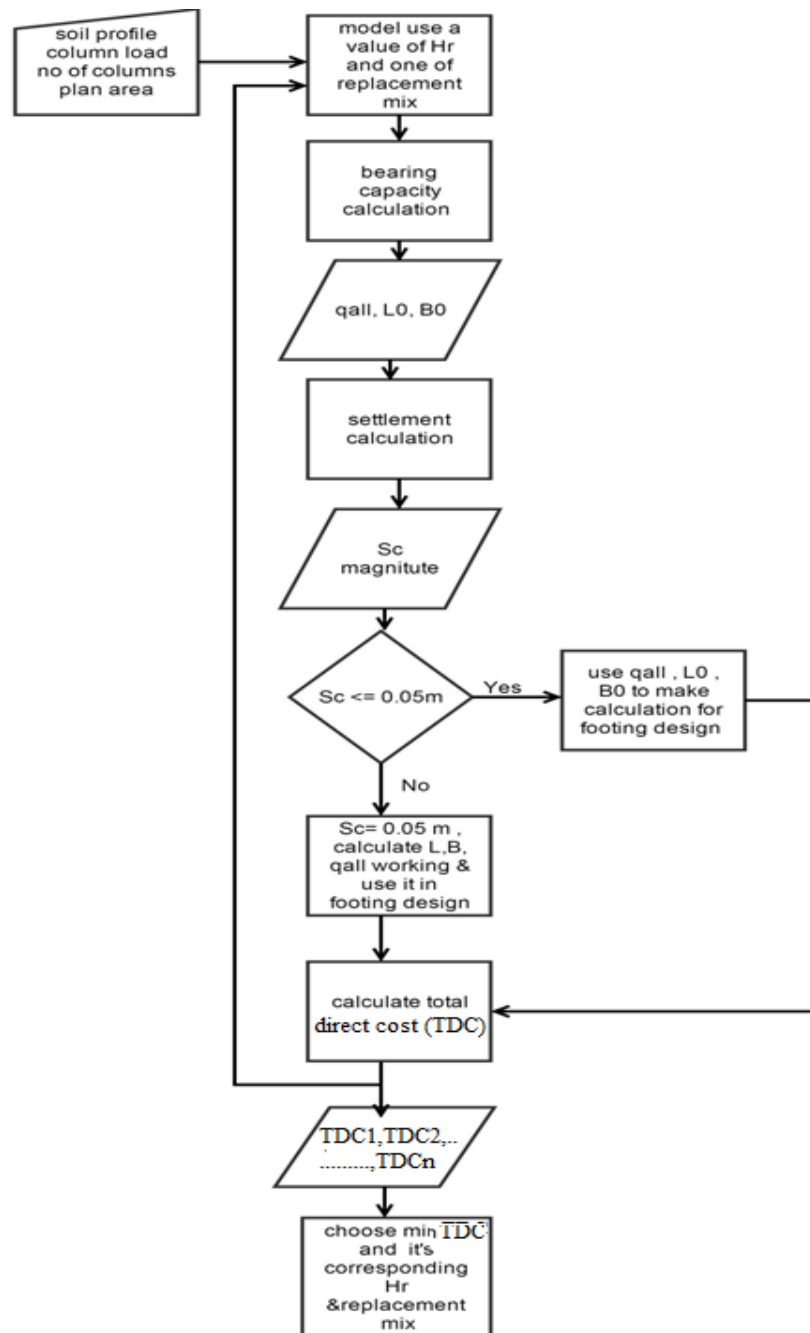 soil profile
column load
no of columns
plan area
model use a
value of Hr
and one of
replacement
mix
bearing
capacity
calculation
qall, L0, B0
settlement
calculation
Sc
magnitute
Sc <= 0.05m
Yes
use qall , L0 ,
B0 to make
calculation for
footing design
No
Sc= 0.05 m ,
calculate L,B,
qall working &
use it in
footing design
calculate total
direct cost (TDC)
TDC1,TDC2,..
..........,TDCn
choose min TDC
and it's
corresponding
Hr
&replacement
mix